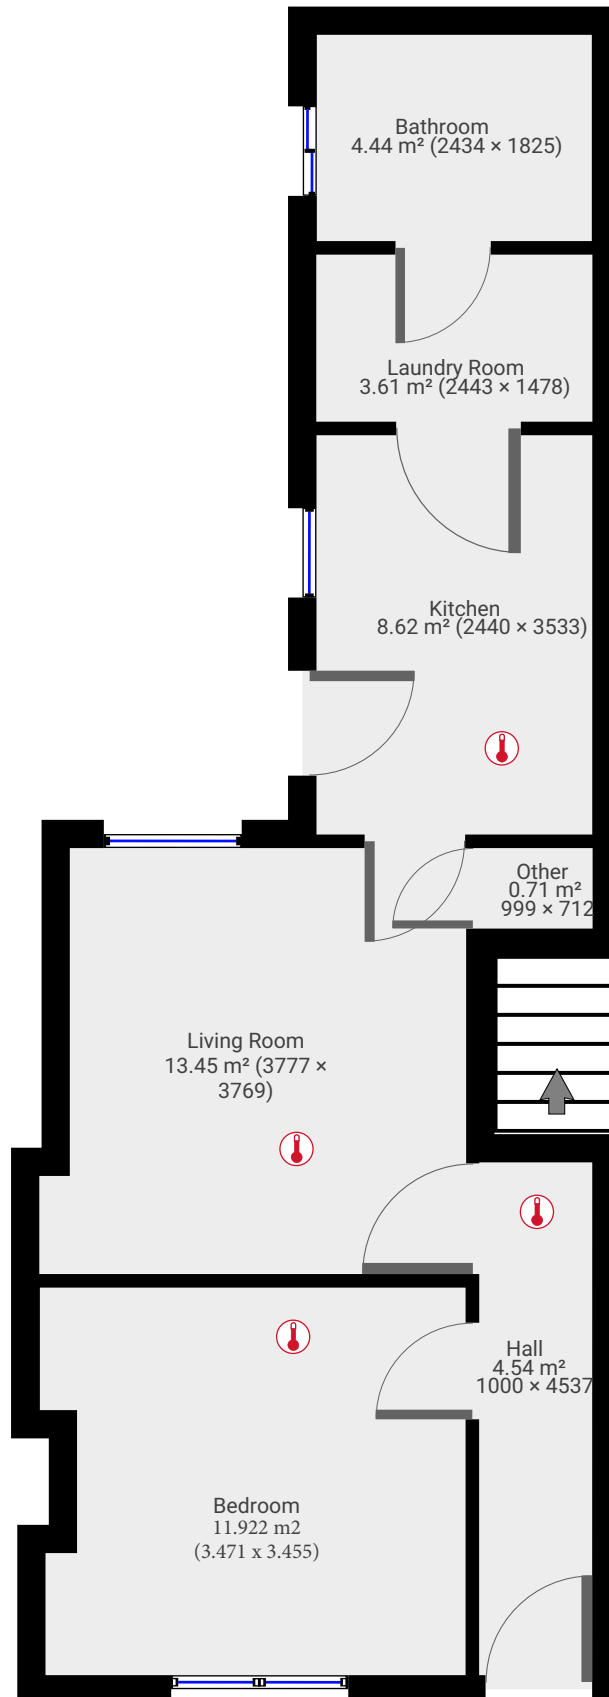 Bathroom
4.44 m² (2434 × 1825)
Laundry Room
3.61 m² (2443 × 1478)
Kitchen
8.62 m² (2440 × 3533)
Other
0.71 m²
999 × 712
Living Room
13.45 m² (3777 ×
3769)
Hall
4.54 m²
1000 × 4537
Bedroom
11.922 m2
(3.471 x 3.455)